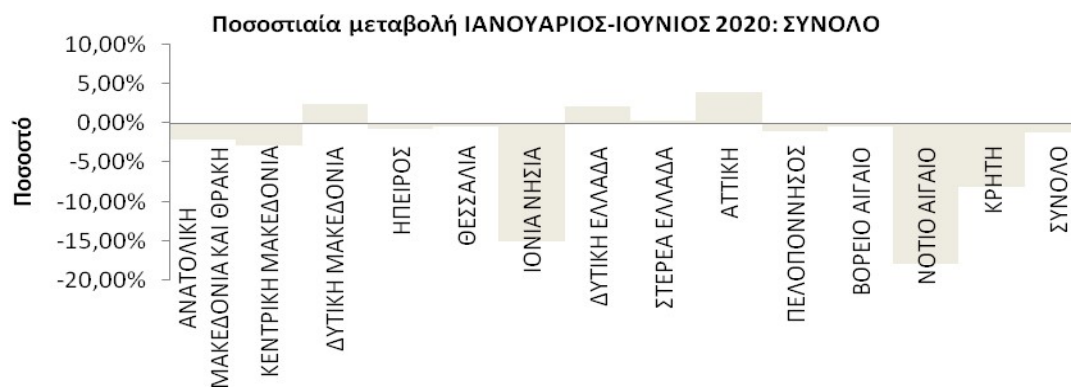 Ποσοστιαία μεταβολή ΙΑΝΟΥΑΡΙΟΣ-ΙΟΥΝΙΟΣ 2020: ΣΥΝΟΛΟ
10,00%
5,00%
0,00%
-5,00%
-10,00%
-15,00%
-20,00%
Ποσοστό
ΑΝΑΤΟΛΙΚΗ
ΜΑΚΕΔΟΝΙΑ ΚΑΙ ΘΡΑΚΗ
ΚΕΝΤΡΙΚΗ ΜΑΚΕΔΟΝΙΑ
ΔΥΤΙΚΗ ΜΑΚΕΔΟΝΙΑ
ΗΠΕΙΡΟΣ
ΘΕΣΣΑΛΙΑ
ΙΟΝΙΑ ΝΗΣΙΑ
ΔΥΤΙΚΗ ΕΛΛΑΔΑ
ΣΤΕΡΕΑ ΕΛΛΑΔΑ
ΑΤΤΙΚΗ
ΠΕΛΟΠΟΝΝΗΣΟΣ
ΒΟΡΕΙΟ ΑΙΓΑΙΟ
ΝΟΤΙΟ ΑΙΓΑΙΟ
ΚΡΗΤΗ
ΣΥΝΟΛΟ